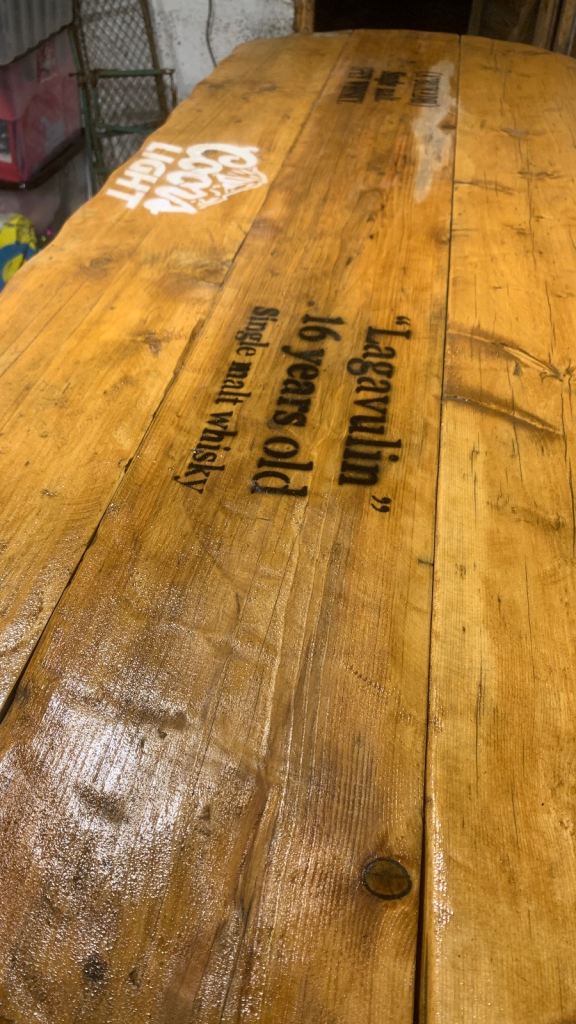 "Lagavulin"
16 years old
Single malt whisky
Coors
LIGHT